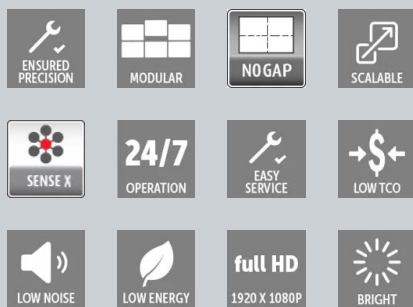 ENSURED
PRECISION
MODULAR
NO GAP
SCALABLE
SENSE X
24/7
OPERATION
EASY
SERVICE
→$←
LOW TCO
LOW NOISE
LOW ENERGY
full HD
1920 X 1080P
BRIGHT